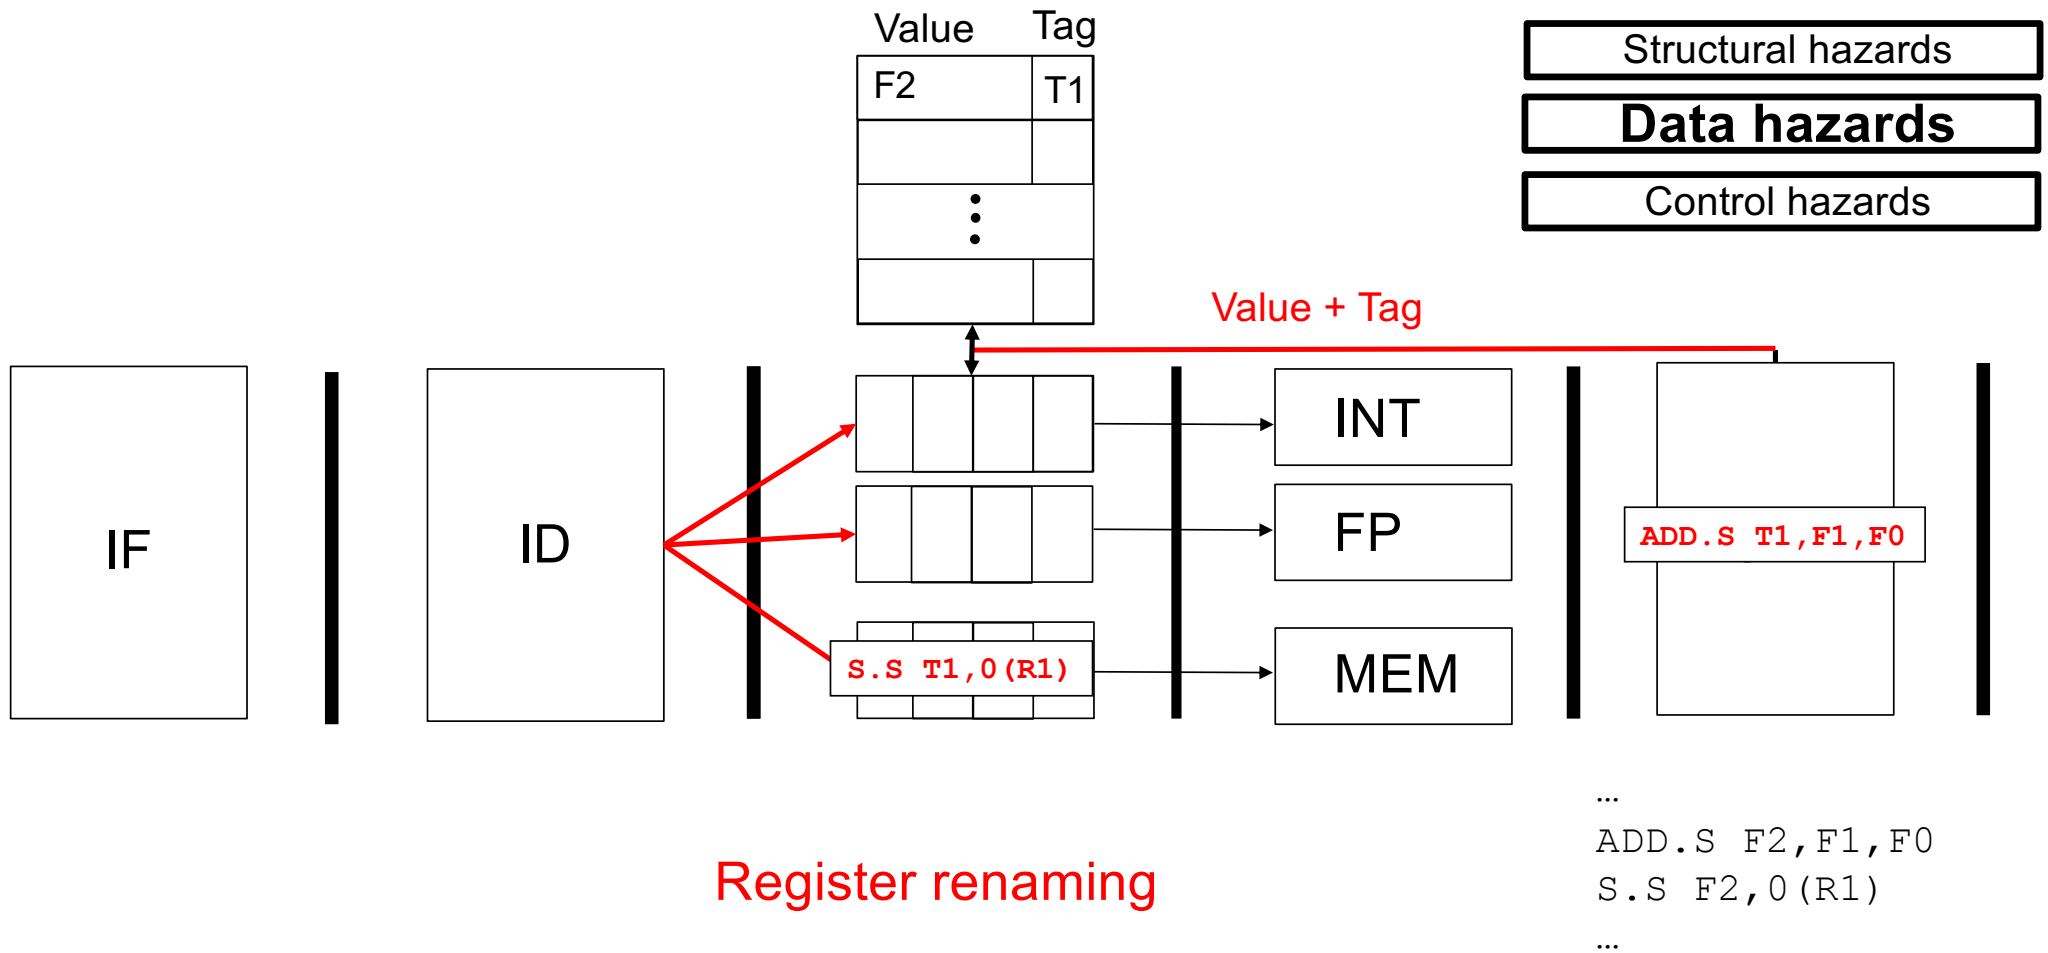 Value Tag
F2 T1
Structural hazards
Data hazards
Control hazards
Value + Tag
IF
ID
INT
FP
MEM
ADD.S T1,F1,F0
S.S T1,0(R1)
Register renaming
…
ADD.S F2,F1,F0
S.S F2,0(R1)
…